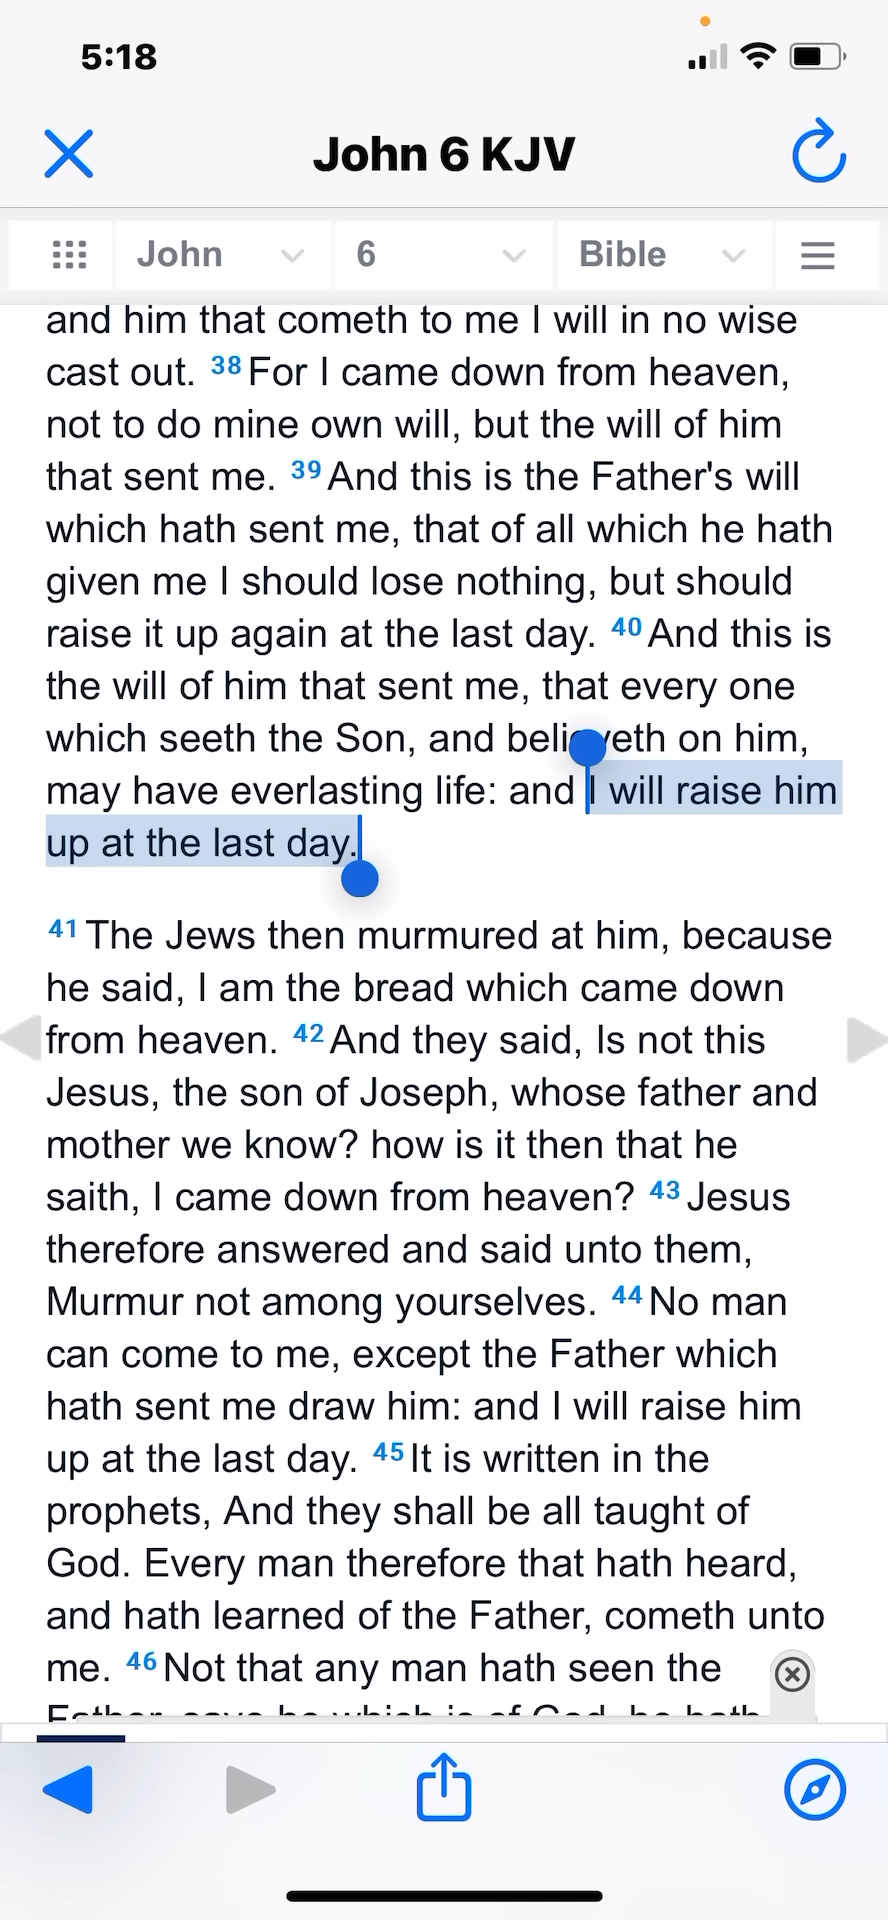 5:18
John 6 KJV
John
6
Bible
and him that cometh to me I will in no wise
cast out. 38 For I came down from heaven,
not to do mine own will, but the will of him
that sent me. 39 And this is the Father's will
which hath sent me, that of all which he hath
given me I should lose nothing, but should
raise it up again at the last day. 40 And this is
the will of him that sent me, that every one
which seeth the Son, and believeth on him,
may have everlasting life: and I will raise him
up at the last day.
41 The Jews then murmured at him, because
he said, I am the bread which came down
from heaven. 42 And they said, Is not this
Jesus, the son of Joseph, whose father and
mother we know? how is it then that he
saith, I came down from heaven? 43 Jesus
therefore answered and said unto them,
Murmur not among yourselves. 44 No man
can come to me, except the Father which
hath sent me draw him: and I will raise him
up at the last day. 45 It is written in the
prophets, And they shall be all taught of
God. Every man therefore that hath heard,
and hath learned of the Father, cometh unto
me. 46 Not that any man hath seen the
Father, save he which is of God, he hath